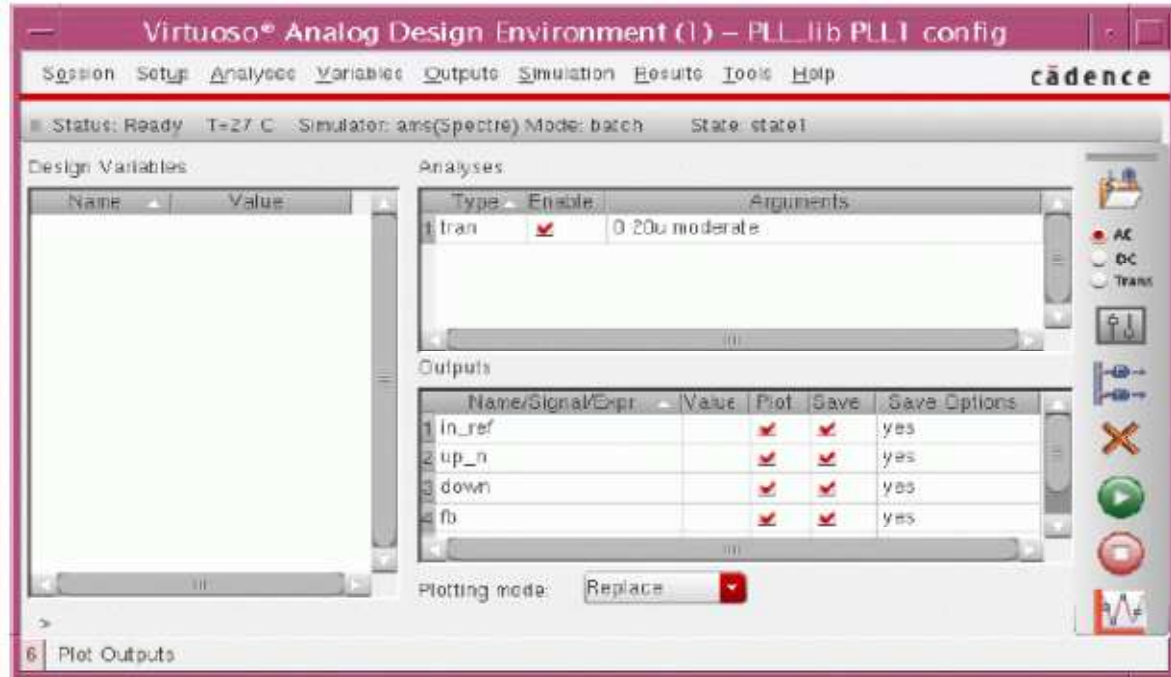 Virtuoso® Analog Design Environment (1) – PLL_lib PLL1 config
Session Setup Analyses Variables Outputs Simulation Results Tools Help cādence
Status: Ready T=27 C Simulator: ams(Spectre) Mode: batch State: state1
Design Variables
Name Value
Analyses
Type Enable Arguments
1 tran 0 20u moderate
AC
DC
Trans
Outputs
Name/Signal/Expr Value Plot Save Save Options
1 in_ref yes
2 up_n yes
3 down yes
4 fb yes
Plotting mode: Replace
>
6 Plot Outputs